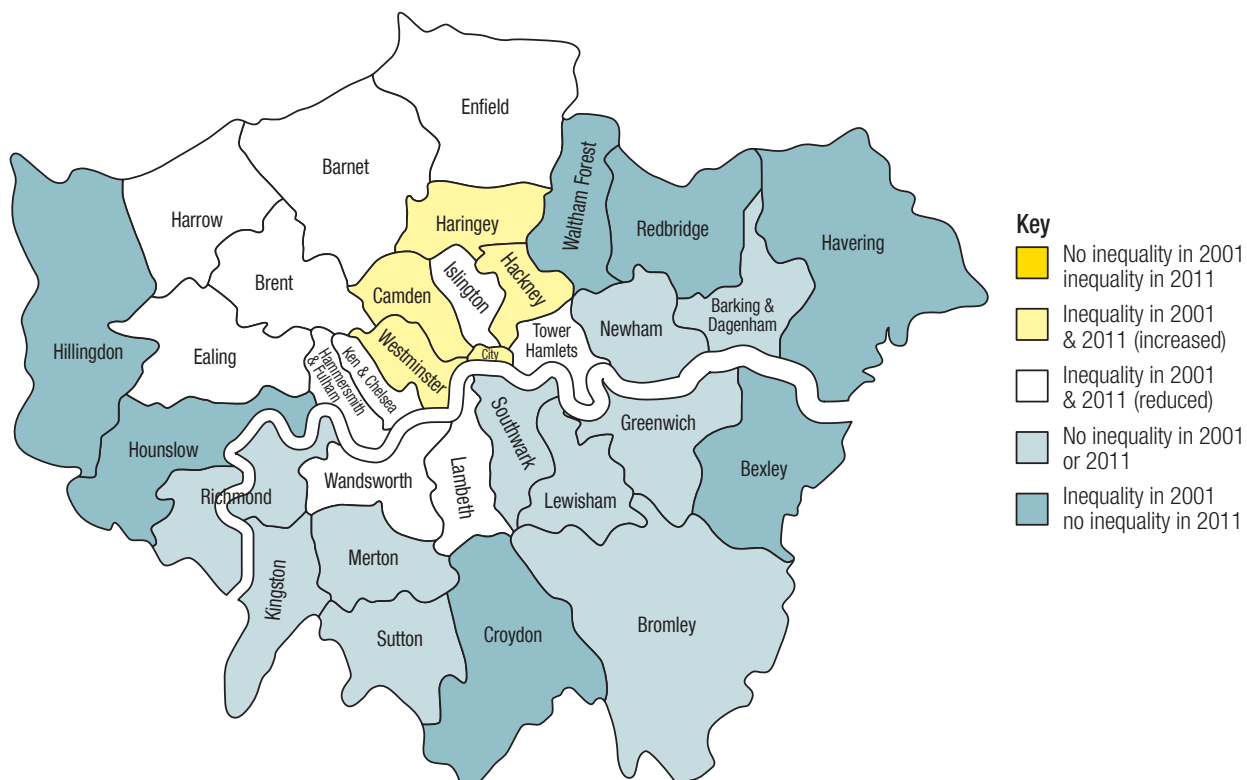 Enfield
Barnet
Waltham Forest
Harrow
Haringey
Redbridge
Havering
Brent
Islington
Hackney
Camden
Barking &
Dagenham
Newham
Tower
Hamlets
Hillingdon
Ealing
Westminster
City
Ken & Chelsea
Hammersmith
& Fulham
Hounslow
Southwark
Greenwich
Bexley
Richmond
Wandsworth
Lambeth
Lewisham
Merton
Kingston
Sutton
Croydon
Bromley
Key
No inequality in 2001
inequality in 2011
Inequality in 2001
& 2011 (increased)
Inequality in 2001
& 2011 (reduced)
No inequality in 2001
or 2011
Inequality in 2001
no inequality in 2011